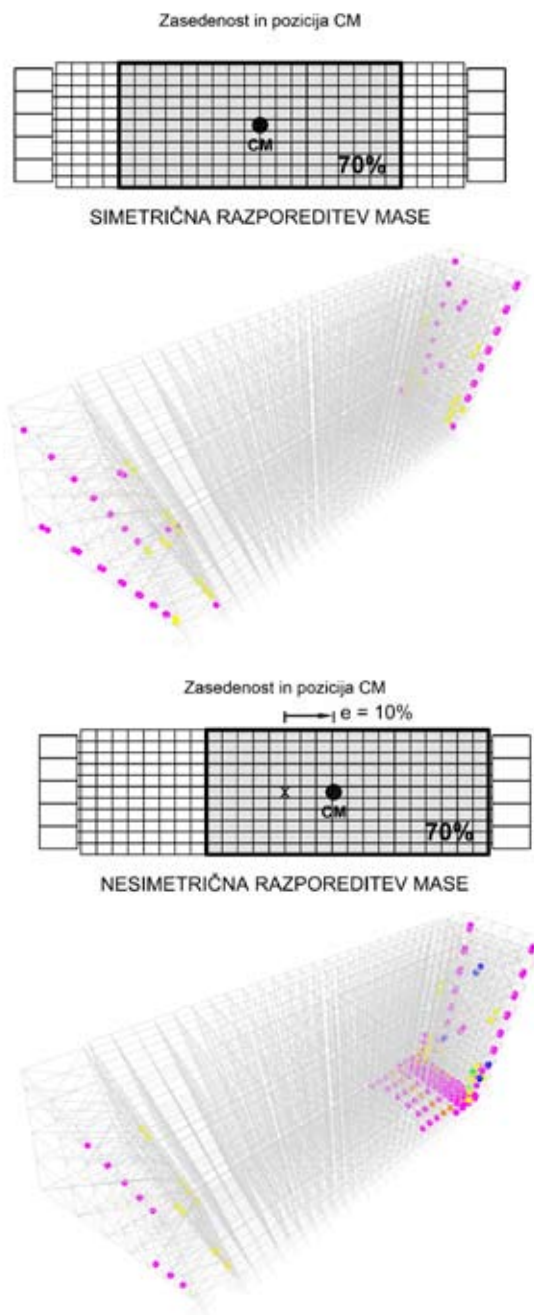 Zasedenost in pozicija CM
CM
70%
SIMETRIČNA RAZPOREDITEV MASE
Zasedenost in pozicija CM
e = 10%
x
CM
70%
NESIMETRIČNA RAZPOREDITEV MASE